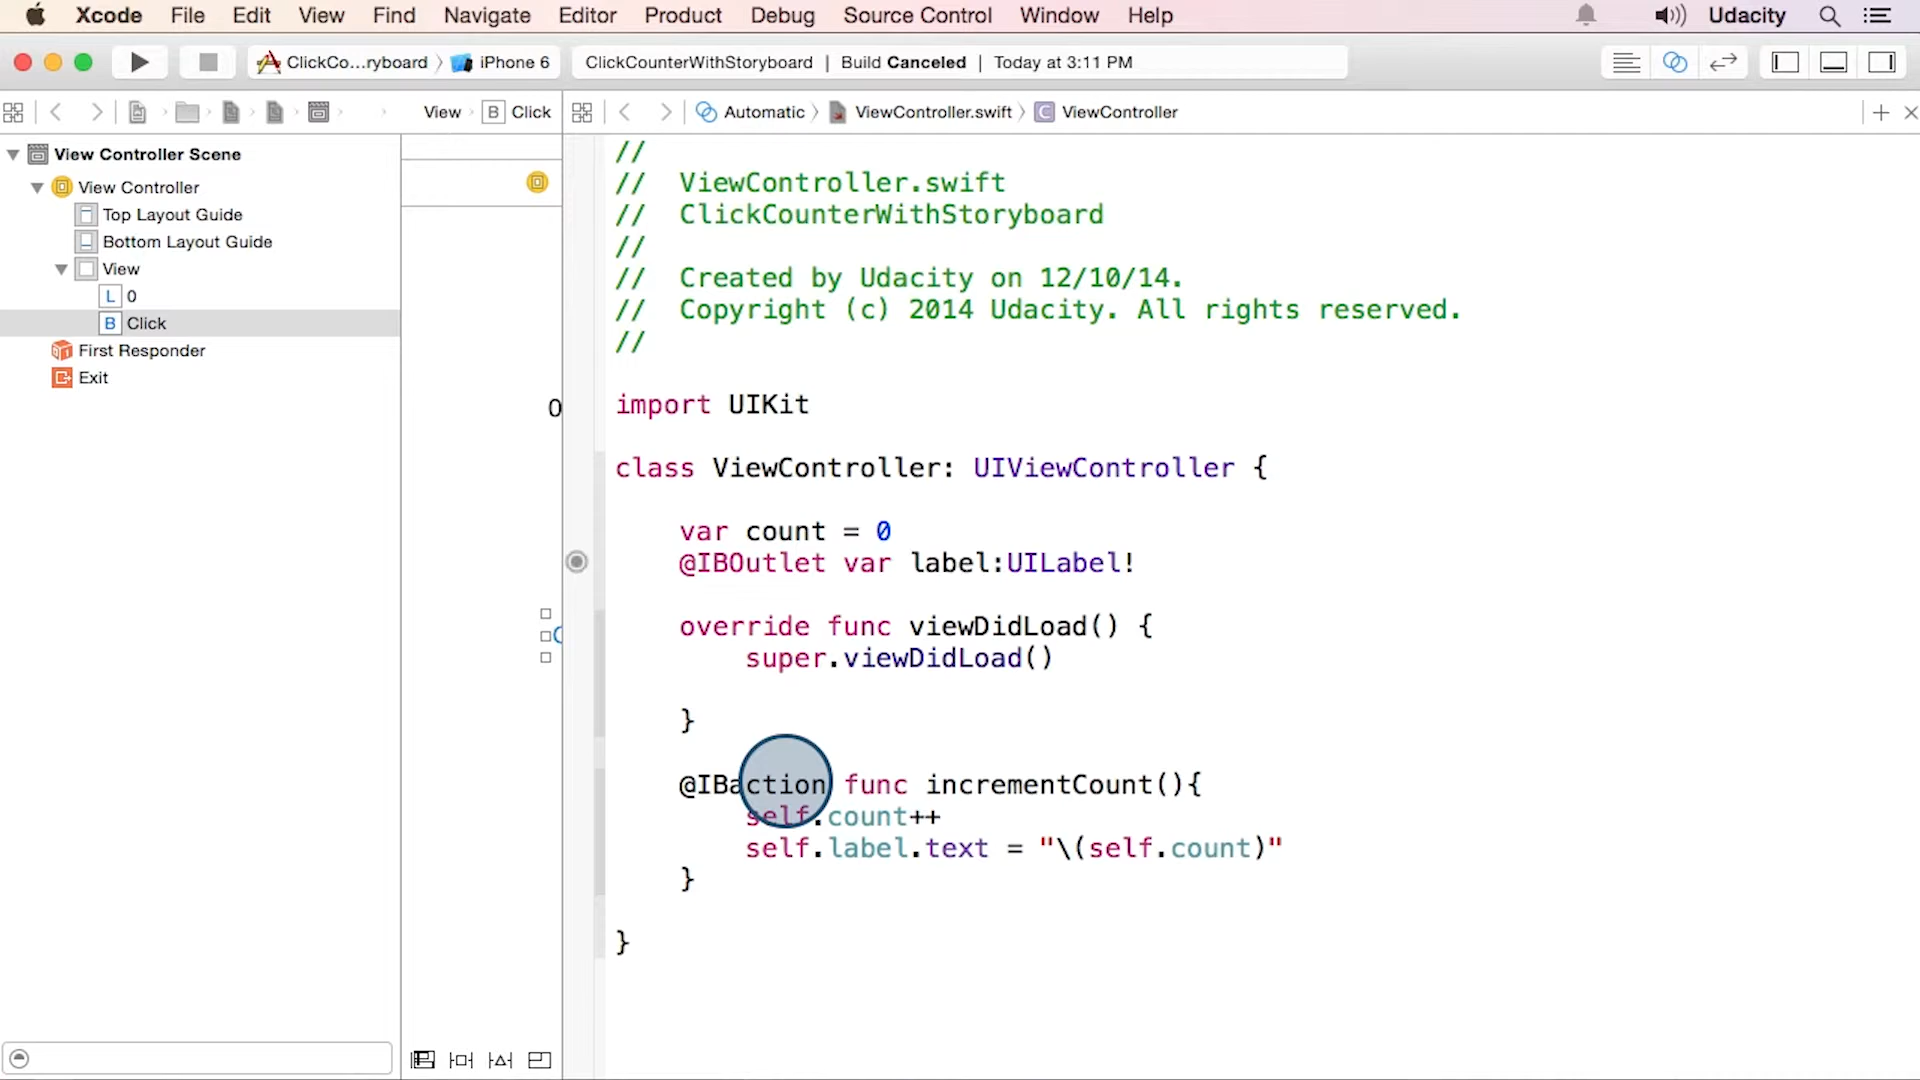 Xcode File Edit View Find Navigate Editor Product Debug Source Control Window Help Udacity
ClickCo...ryboard iPhone 6 ClickCounterWithStoryboard | Build Canceled | Today at 3:11 PM
View B Click Automatic ViewController.swift C ViewController
View Controller Scene
View Controller
Top Layout Guide
Bottom Layout Guide
View
L 0
B Click
First Responder
Exit
0
//
// ViewController.swift
// ClickCounterWithStoryboard
//
// Created by Udacity on 12/10/14.
// Copyright (c) 2014 Udacity. All rights reserved.
//
import UIKit
class ViewController: UIViewController {
var count = 0
@IBOutlet var label:UILabel!
override func viewDidLoad() {
super.viewDidLoad()
}
@IBaction func incrementCount(){
self.count++
self.label.text = "\(self.count)"
}
}